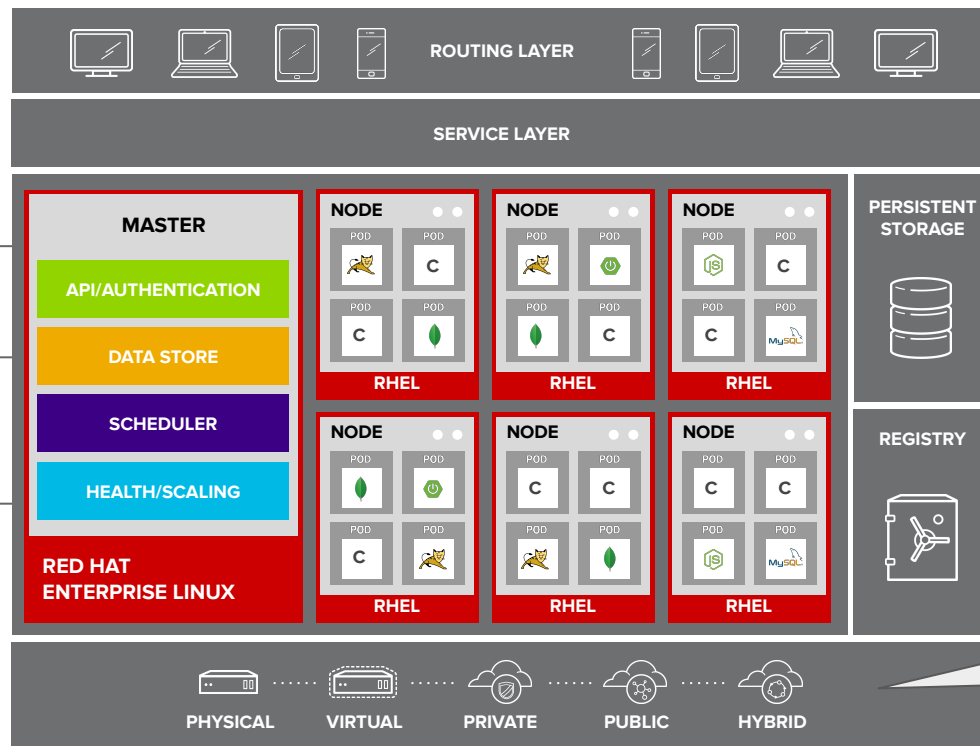 ROUTING LAYER
SERVICE LAYER
MASTER
API/AUTHENTICATION
DATA STORE
SCHEDULER
HEALTH/SCALING
RED HAT
ENTERPRISE LINUX
NODE
POD
POD
C
POD
POD
C
RHEL
NODE
POD
POD
POD
POD
C
RHEL
NODE
POD
POD
JS
C
POD
POD
C
MySQL
RHEL
NODE
POD
POD
POD
POD
C
RHEL
NODE
POD
POD
C
C
POD
POD
RHEL
NODE
POD
POD
C
C
POD
POD
JS
MySQL
RHEL
PERSISTENT
STORAGE
REGISTRY
PHYSICAL
VIRTUAL
PRIVATE
PUBLIC
HYBRID